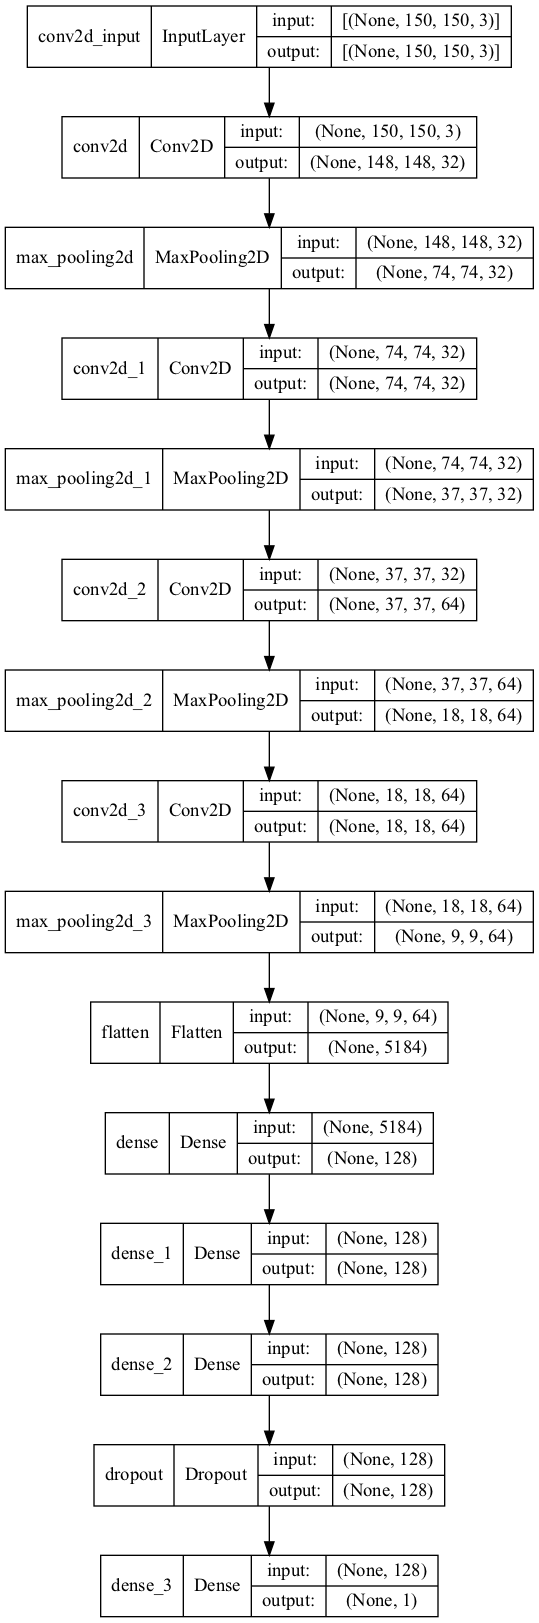 conv2d_input InputLayer input: [(None, 150, 150, 3)]
output: [(None, 150, 150, 3)]
conv2d Conv2D input: (None, 150, 150, 3)
output: (None, 148, 148, 32)
max_pooling2d MaxPooling2D input: (None, 148, 148, 32)
output: (None, 74, 74, 32)
conv2d_1 Conv2D input: (None, 74, 74, 32)
output: (None, 74, 74, 32)
max_pooling2d_1 MaxPooling2D input: (None, 74, 74, 32)
output: (None, 37, 37, 32)
conv2d_2 Conv2D input: (None, 37, 37, 32)
output: (None, 37, 37, 64)
max_pooling2d_2 MaxPooling2D input: (None, 37, 37, 64)
output: (None, 18, 18, 64)
conv2d_3 Conv2D input: (None, 18, 18, 64)
output: (None, 18, 18, 64)
max_pooling2d_3 MaxPooling2D input: (None, 18, 18, 64)
output: (None, 9, 9, 64)
flatten Flatten input: (None, 9, 9, 64)
output: (None, 5184)
dense Dense input: (None, 5184)
output: (None, 128)
dense_1 Dense input: (None, 128)
output: (None, 128)
dense_2 Dense input: (None, 128)
output: (None, 128)
dropout Dropout input: (None, 128)
output: (None, 128)
dense_3 Dense input: (None, 128)
output: (None, 1)